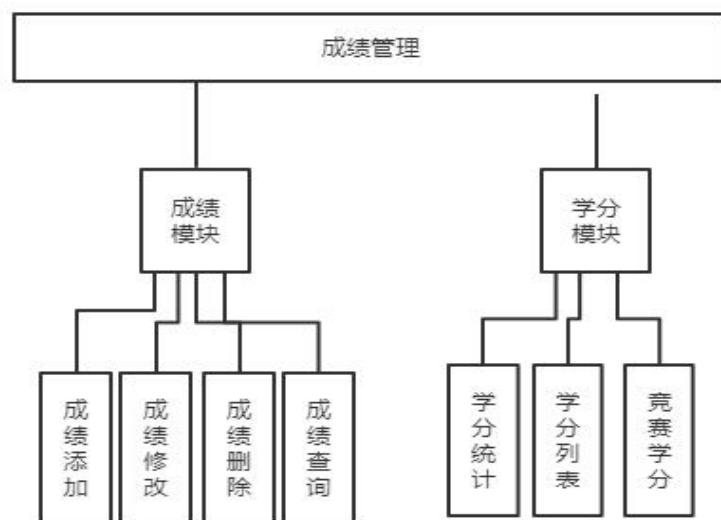 成绩管理
成绩
模块
学分
模块
成绩添加
成绩修改
成绩删除
成绩查询
学分统计
学分列表
竞赛学分